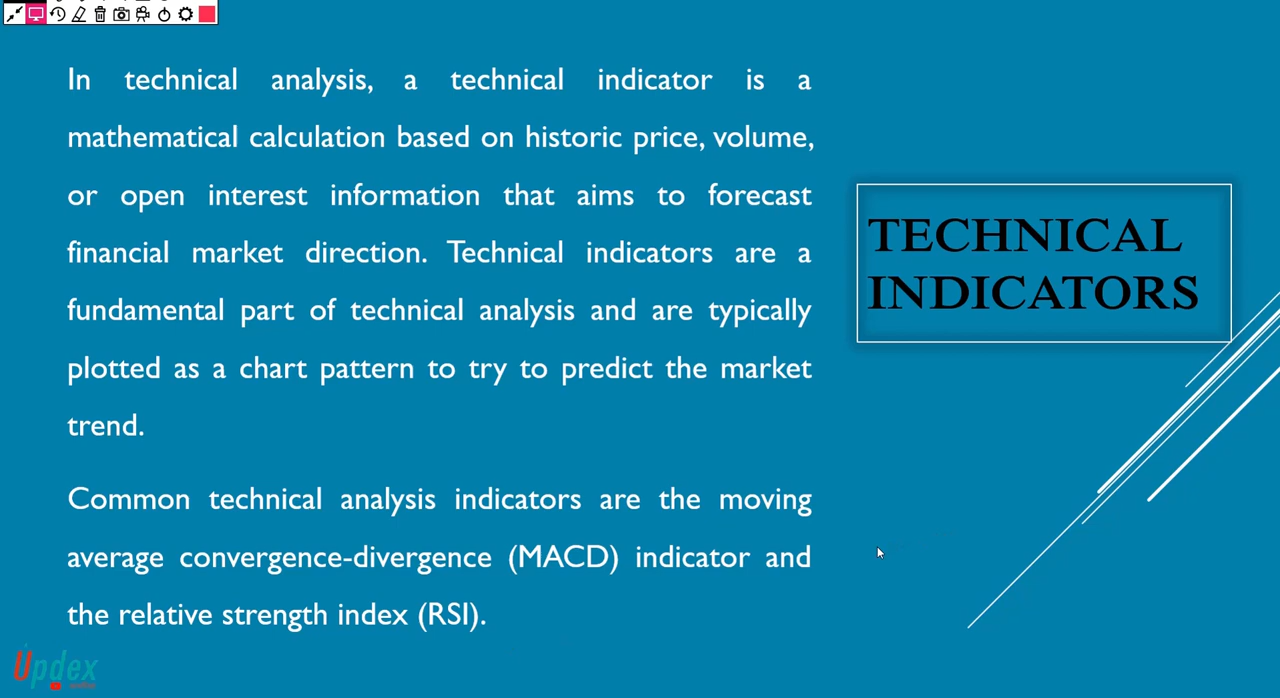 In technical analysis, a technical indicator is a
mathematical calculation based on historic price, volume,
or open interest information that aims to forecast
financial market direction. Technical indicators are a
fundamental part of technical analysis and are typically
plotted as a chart pattern to try to predict the market
trend.
Common technical analysis indicators are the moving
average convergence-divergence (MACD) indicator and
the relative strength index (RSI).
TECHNICAL
INDICATORS
Updex